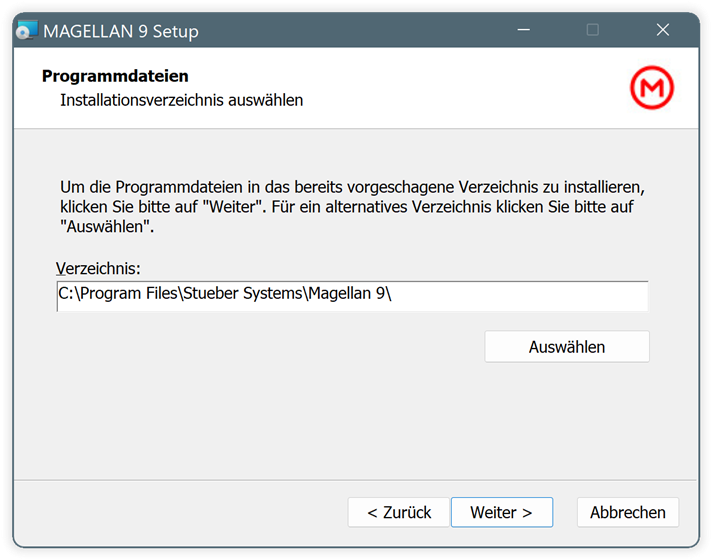 MAGELLAN 9 Setup
Programmdateien
Installationsverzeichnis auswählen
M
Um die Programmdateien in das bereits vorgeschagene Verzeichnis zu installieren,
klicken Sie bitte auf "Weiter". Für ein alternatives Verzeichnis klicken Sie bitte auf
"Auswählen".
Verzeichnis:
C:\Program Files\Stueber Systems\Magellan 9\
Auswählen
< Zurück
Weiter >
Abbrechen